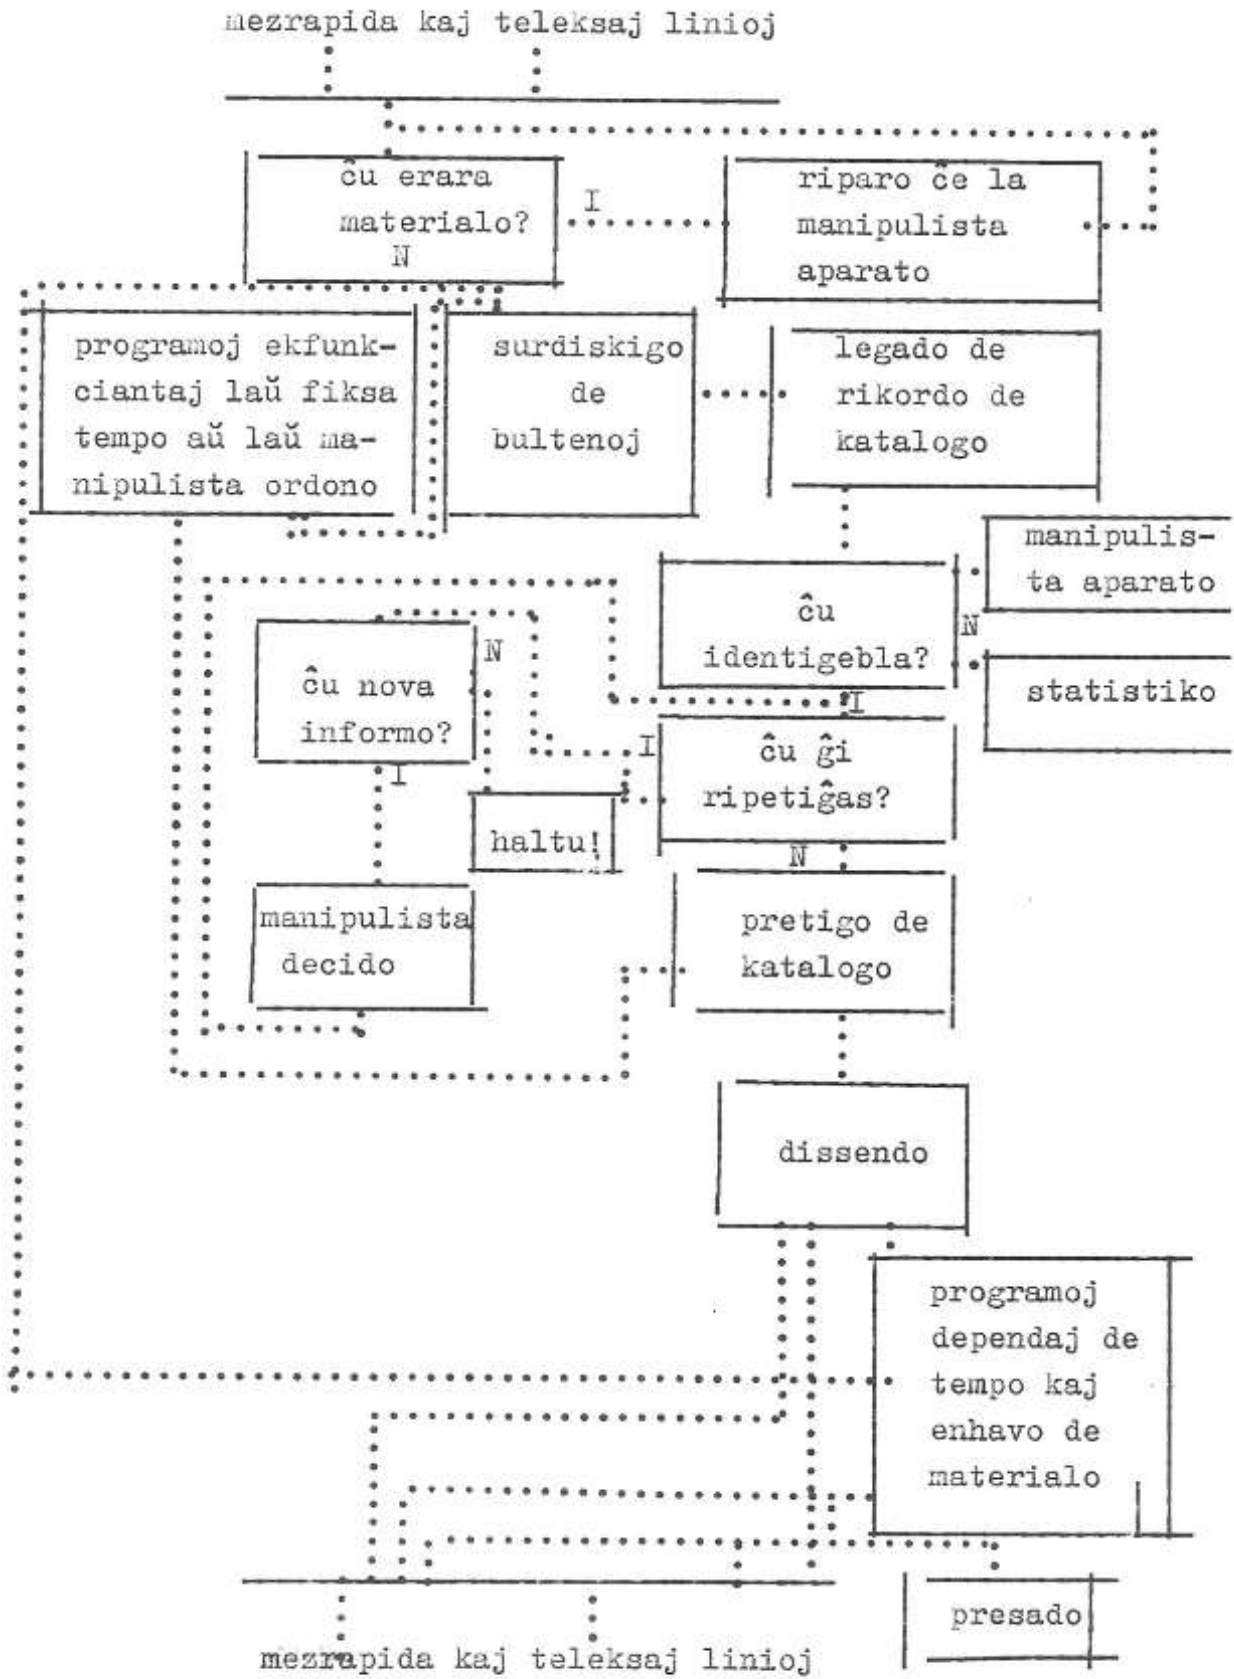 mezrapida kaj teleksaj linioj
ĉu erara
materialo?
N
I
riparo ĉe la
manipulista
aparato
programoj ekfunk-
ciantaj laŭ fiksa
tempo aŭ laŭ ma-
nipulista ordono
surdiskigo
de
bultenoj
legado de
rikordo de
katalogo
manipulis-
ta aparato
N
statistiko
ĉu
identigebla?
I
ĉu nova
informo?
N
I
haltu!
I
ĉu ĝi
ripetiĝas?
N
manipulista
decido
pretigo de
katalogo
dissendo
programoj
dependaj de
tempo kaj
enhavo de
materialo
presado
mezrapida kaj teleksaj linioj